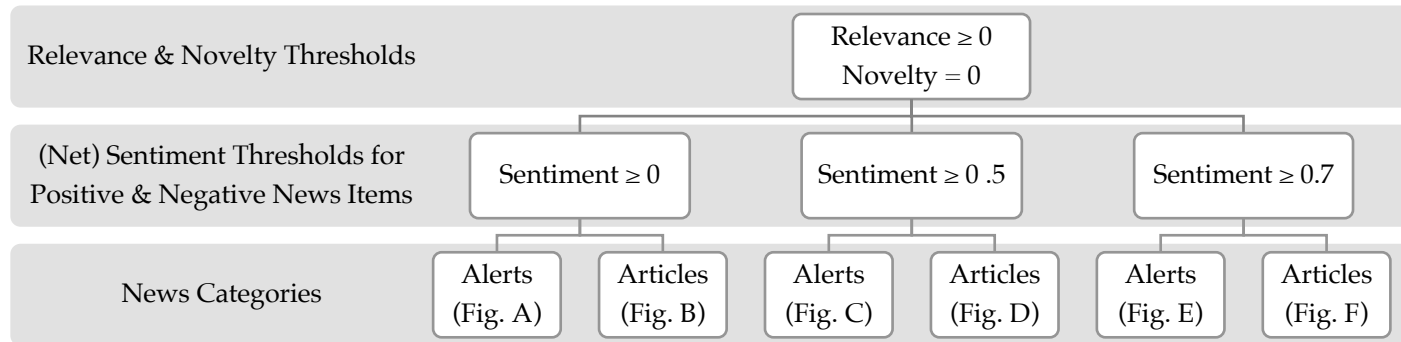 Relevance & Novelty Thresholds
Relevance ≥ 0
Novelty = 0
(Net) Sentiment Thresholds for
Positive & Negative News Items
Sentiment ≥ 0
Sentiment ≥ 0 .5
Sentiment ≥ 0.7
News Categories
Alerts
(Fig. A)
Articles
(Fig. B)
Alerts
(Fig. C)
Articles
(Fig. D)
Alerts
(Fig. E)
Articles
(Fig. F)